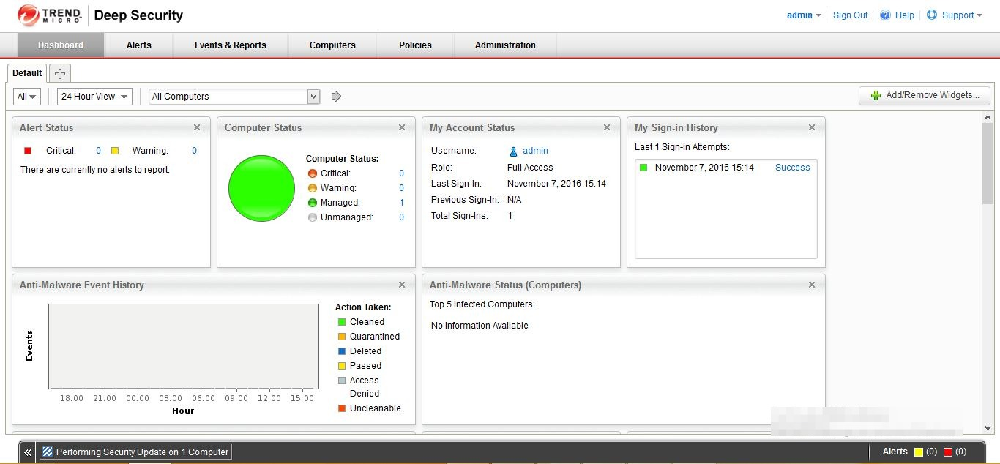 TREND MICRO Deep Security
admin Sign Out Help Support
Dashboard Alerts Events & Reports Computers Policies Administration
Default
All 24 Hour View All Computers Add/Remove Widgets...
Alert Status
Critical: 0 Warning: 0
There are currently no alerts to report.
Computer Status
Computer Status:
Critical: 0
Warning: 0
Managed: 1
Unmanaged: 0
My Account Status
Username: admin
Role: Full Access
Last Sign-In: November 7, 2016 15:14
Previous Sign-In: N/A
Total Sign-Ins: 1
My Sign-in History
Last 1 Sign-in Attempts:
November 7, 2016 15:14 Success
Anti-Malware Event History
Events
18:00 21:00 00:00 03:00 06:00 09:00 12:00 15:00
Hour
Action Taken:
Cleaned
Quarantined
Deleted
Passed
Access
Denied
Uncleanable
Anti-Malware Status (Computers)
Top 5 Infected Computers:
No Information Available
Performing Security Update on 1 Computer
Alerts (0) (0)